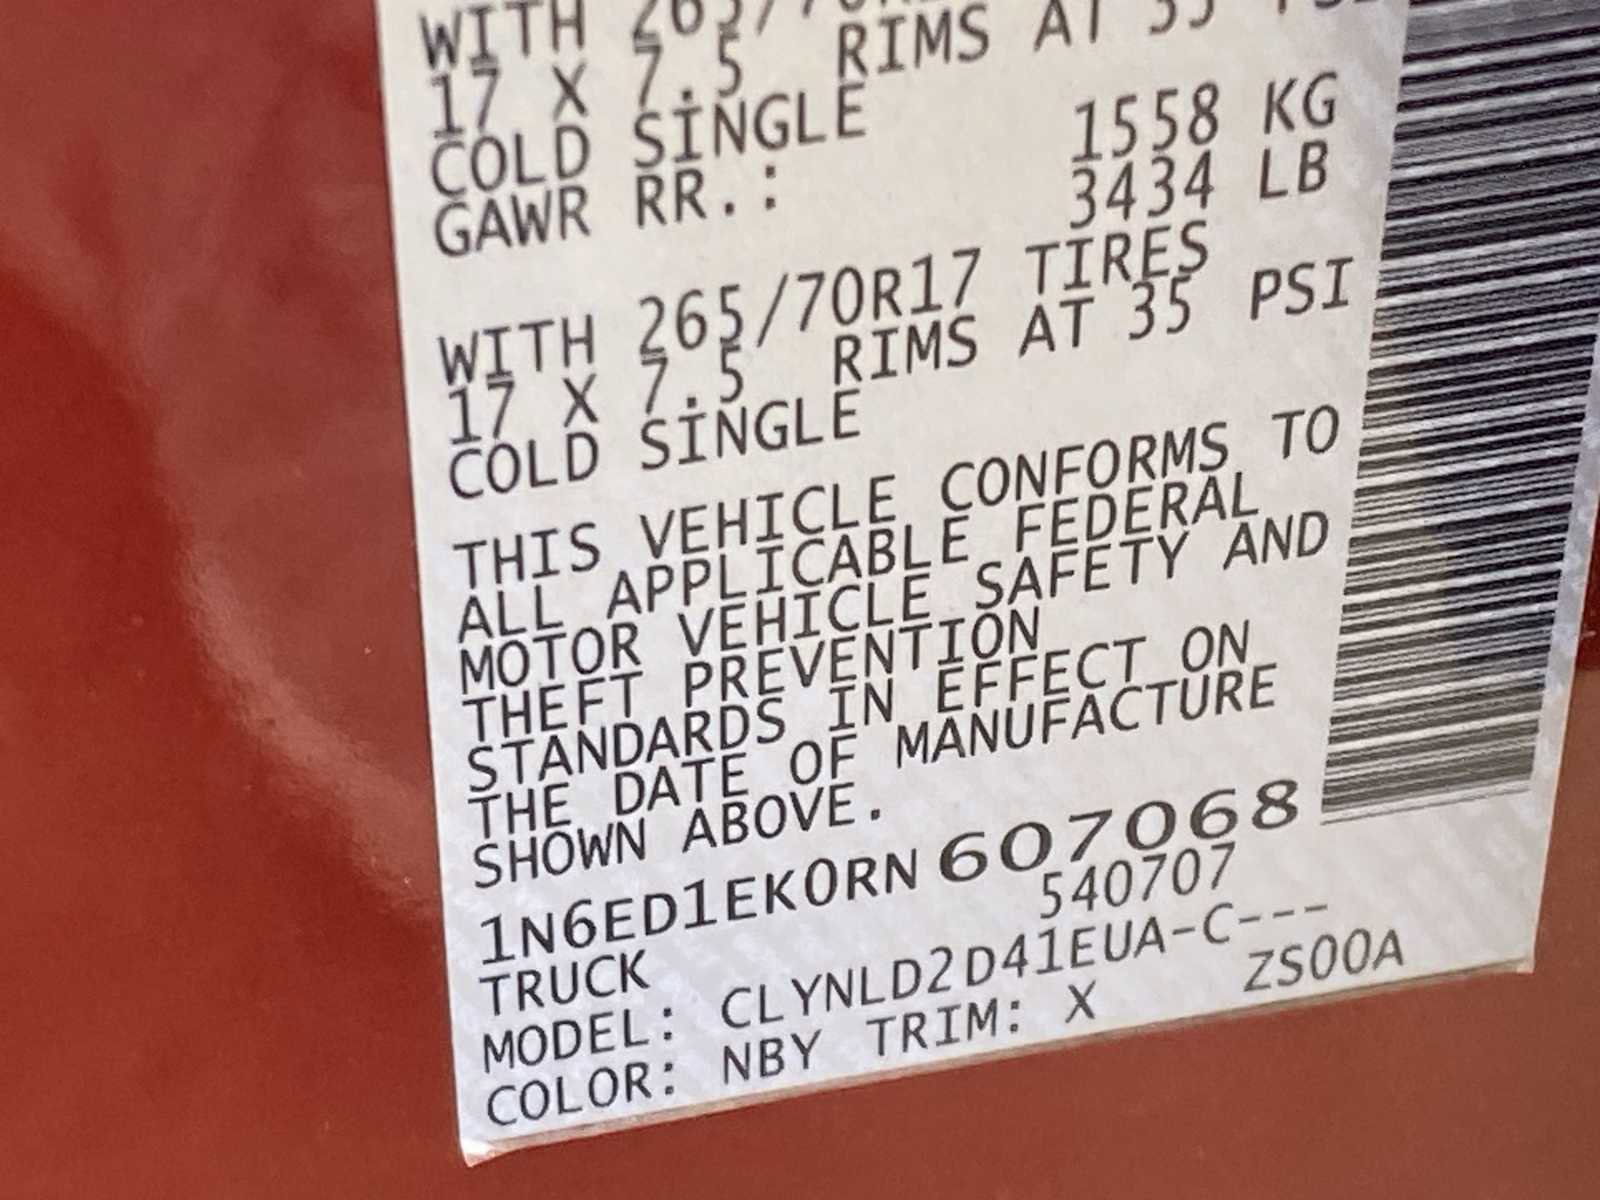 WITH 265/70R
17 X 7.5 RIMS AT 35 PSI
COLD SINGLE
GAWR RR.: 1558 KG
3434 LB
WITH 265/70R17 TIRES
17 X 7.5 RIMS AT 35 PSI
COLD SINGLE
THIS VEHICLE CONFORMS TO
ALL APPLICABLE FEDERAL
MOTOR VEHICLE SAFETY AND
THEFT PREVENTION
STANDARDS IN EFFECT ON
THE DATE OF MANUFACTURE
SHOWN ABOVE.
1N6ED1EK0RN607068
TRUCK 540707
MODEL: CLYNLD2D41EUA-C---
COLOR: NBY TRIM: X ZS00A